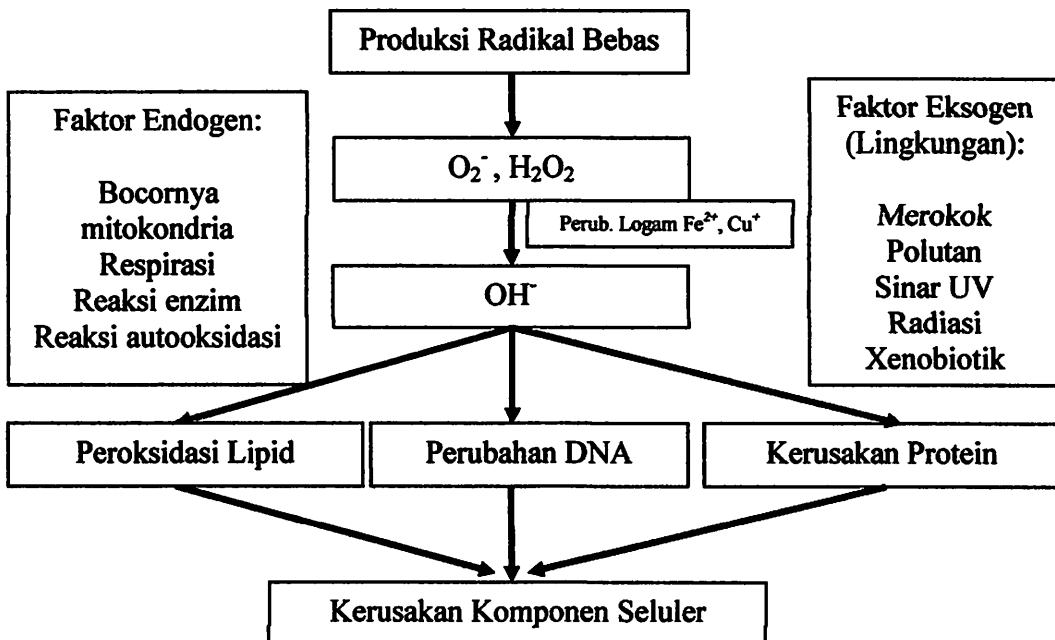 Produksi Radikal Bebas
Faktor Endogen:
Bocornya
mitokondria
Respirasi
Reaksi enzim
Reaksi autooksidasi
O₂⁻ , H₂O₂
Perub. Logam Fe²⁺, Cu⁺
OH⁻
Faktor Eksogen
(Lingkungan):
Merokok
Polutan
Sinar UV
Radiasi
Xenobiotik
Peroksidasi Lipid
Perubahan DNA
Kerusakan Protein
Kerusakan Komponen Seluler